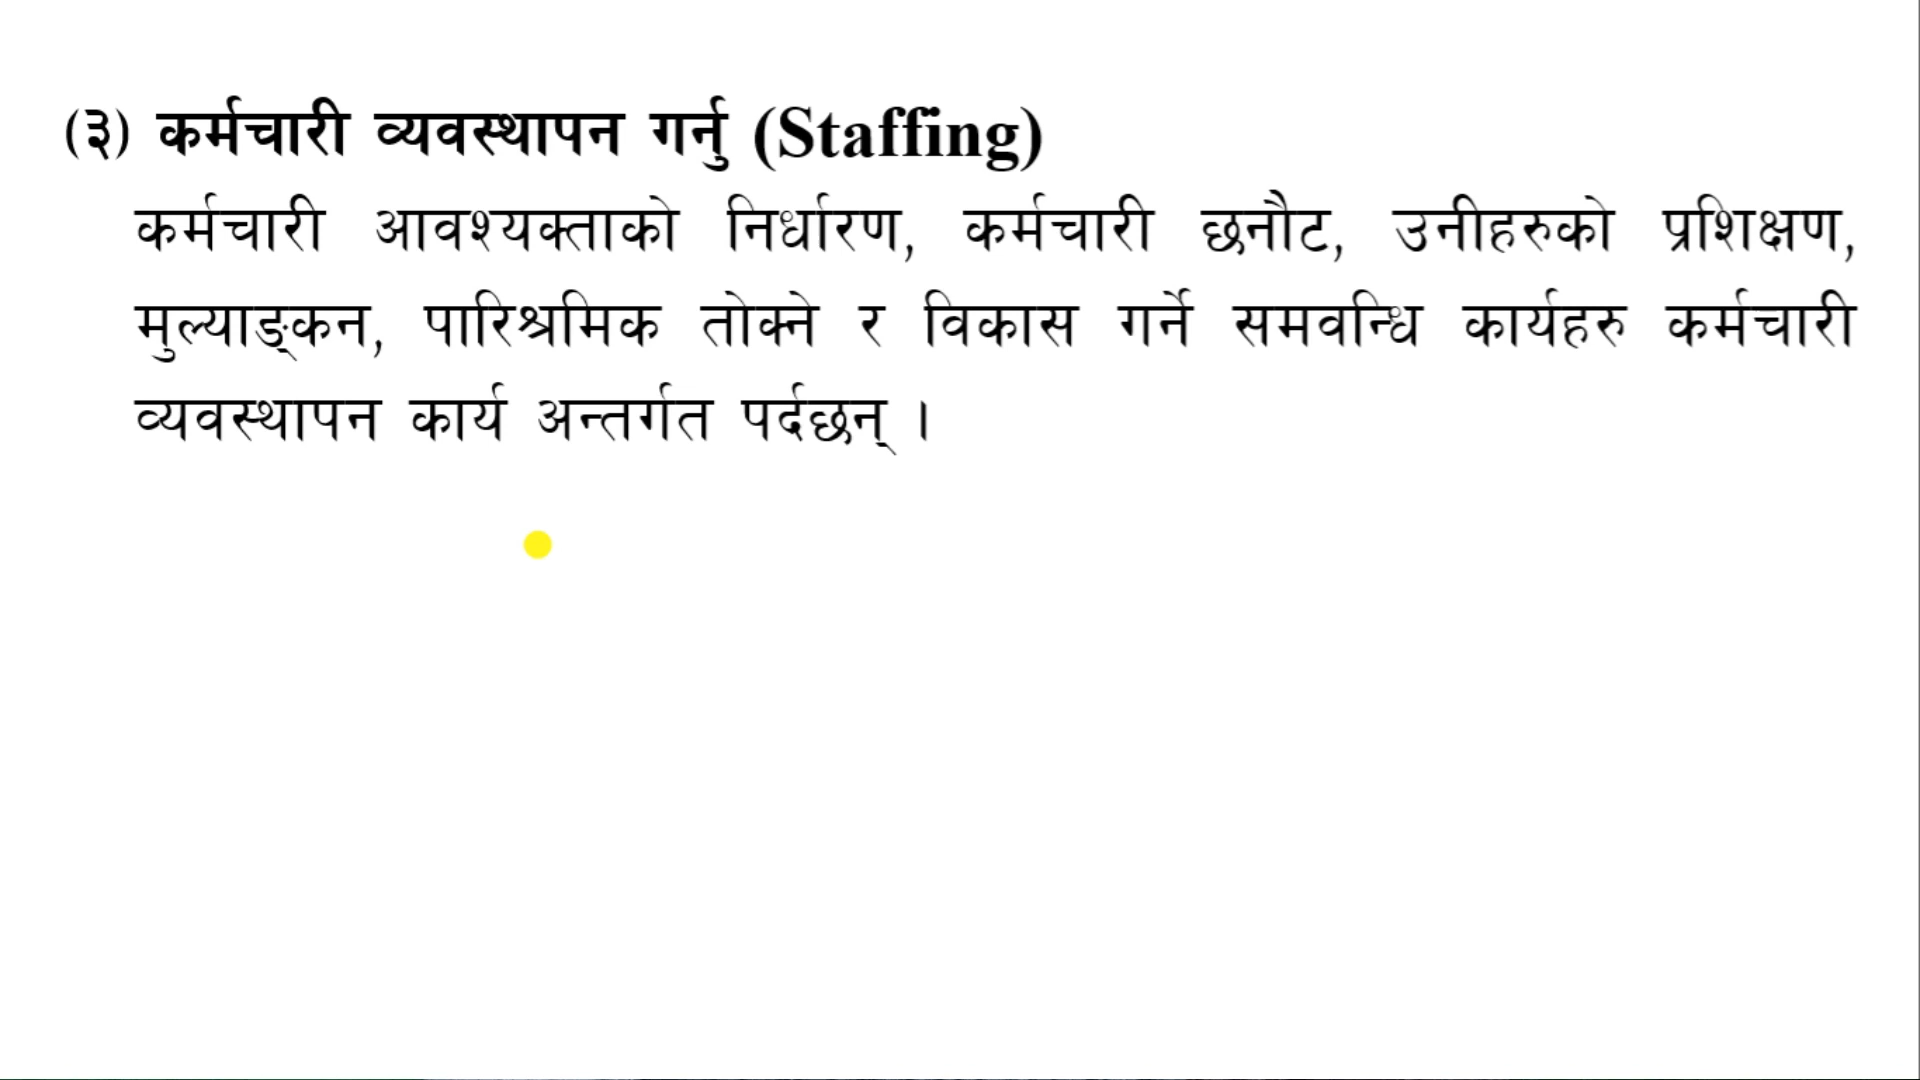 (३) कर्मचारी व्यवस्थापन गर्नु (Staffing)
कर्मचारी आवश्यक्ताको निर्धारण, कर्मचारी छनौट, उनीहरुको प्रशिक्षण,
मुल्याङ्कन, पारिश्रमिक तोक्ने र विकास गर्ने समवन्धि कार्यहरु कर्मचारी
व्यवस्थापन कार्य अन्तर्गत पर्दछन् ।